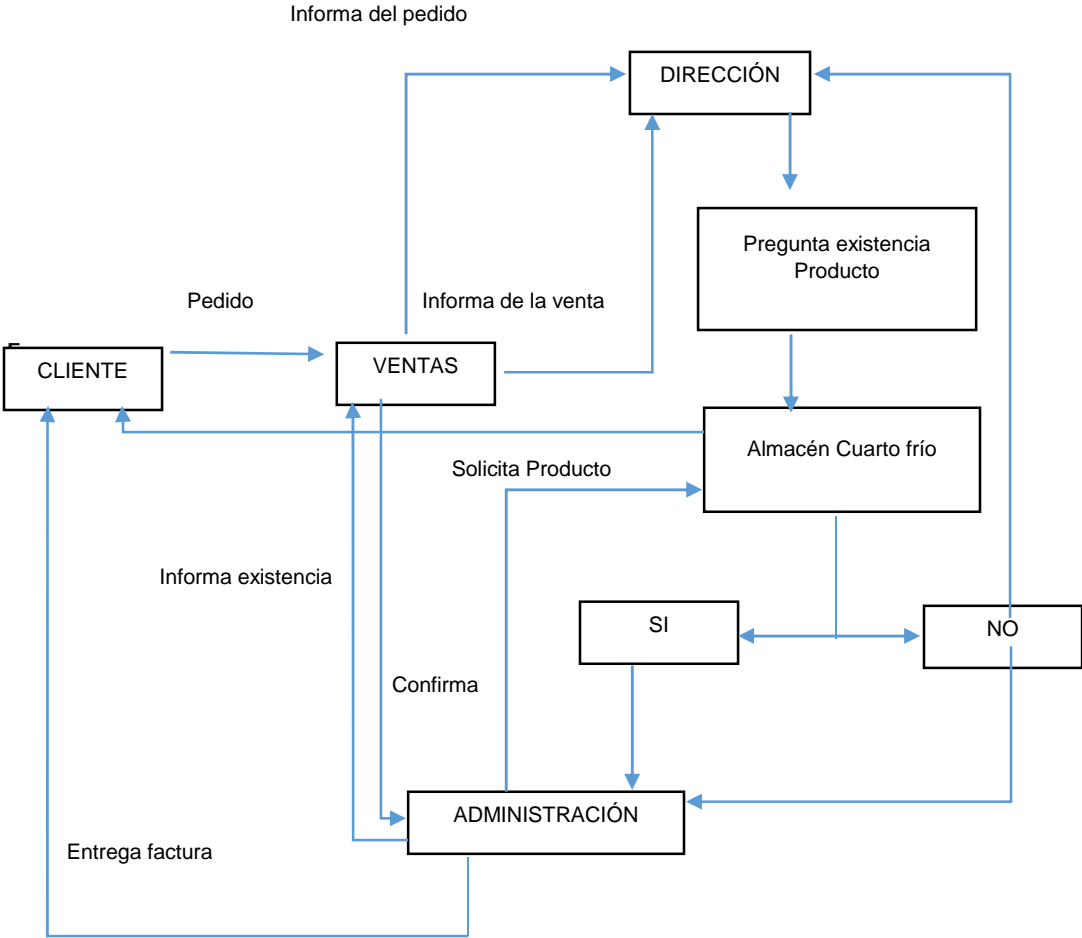 Informa del pedido
DIRECCIÓN
Pregunta existencia
Producto
Pedido
Informa de la venta
CLIENTE
VENTAS
Almacén Cuarto frío
Solicita Producto
Informa existencia
SI
NO
Confirma
ADMINISTRACIÓN
Entrega factura